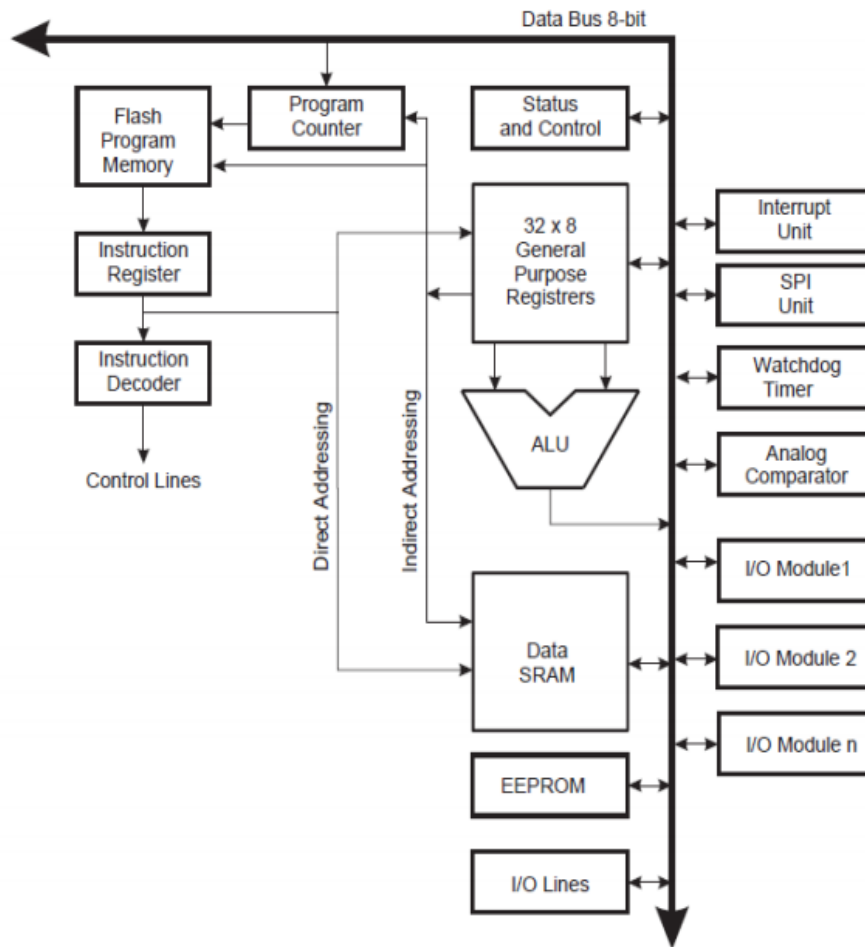 Data Bus 8-bit
Flash
Program
Memory
Program
Counter
Status
and Control
32 x 8
General
Purpose
Registrers
Interrupt
Unit
Instruction
Register
SPI
Unit
Instruction
Decoder
Watchdog
Timer
ALU
Control Lines
Analog
Comparator
Direct Addressing
Indirect Addressing
I/O Module1
Data
SRAM
I/O Module 2
I/O Module n
EEPROM
I/O Lines